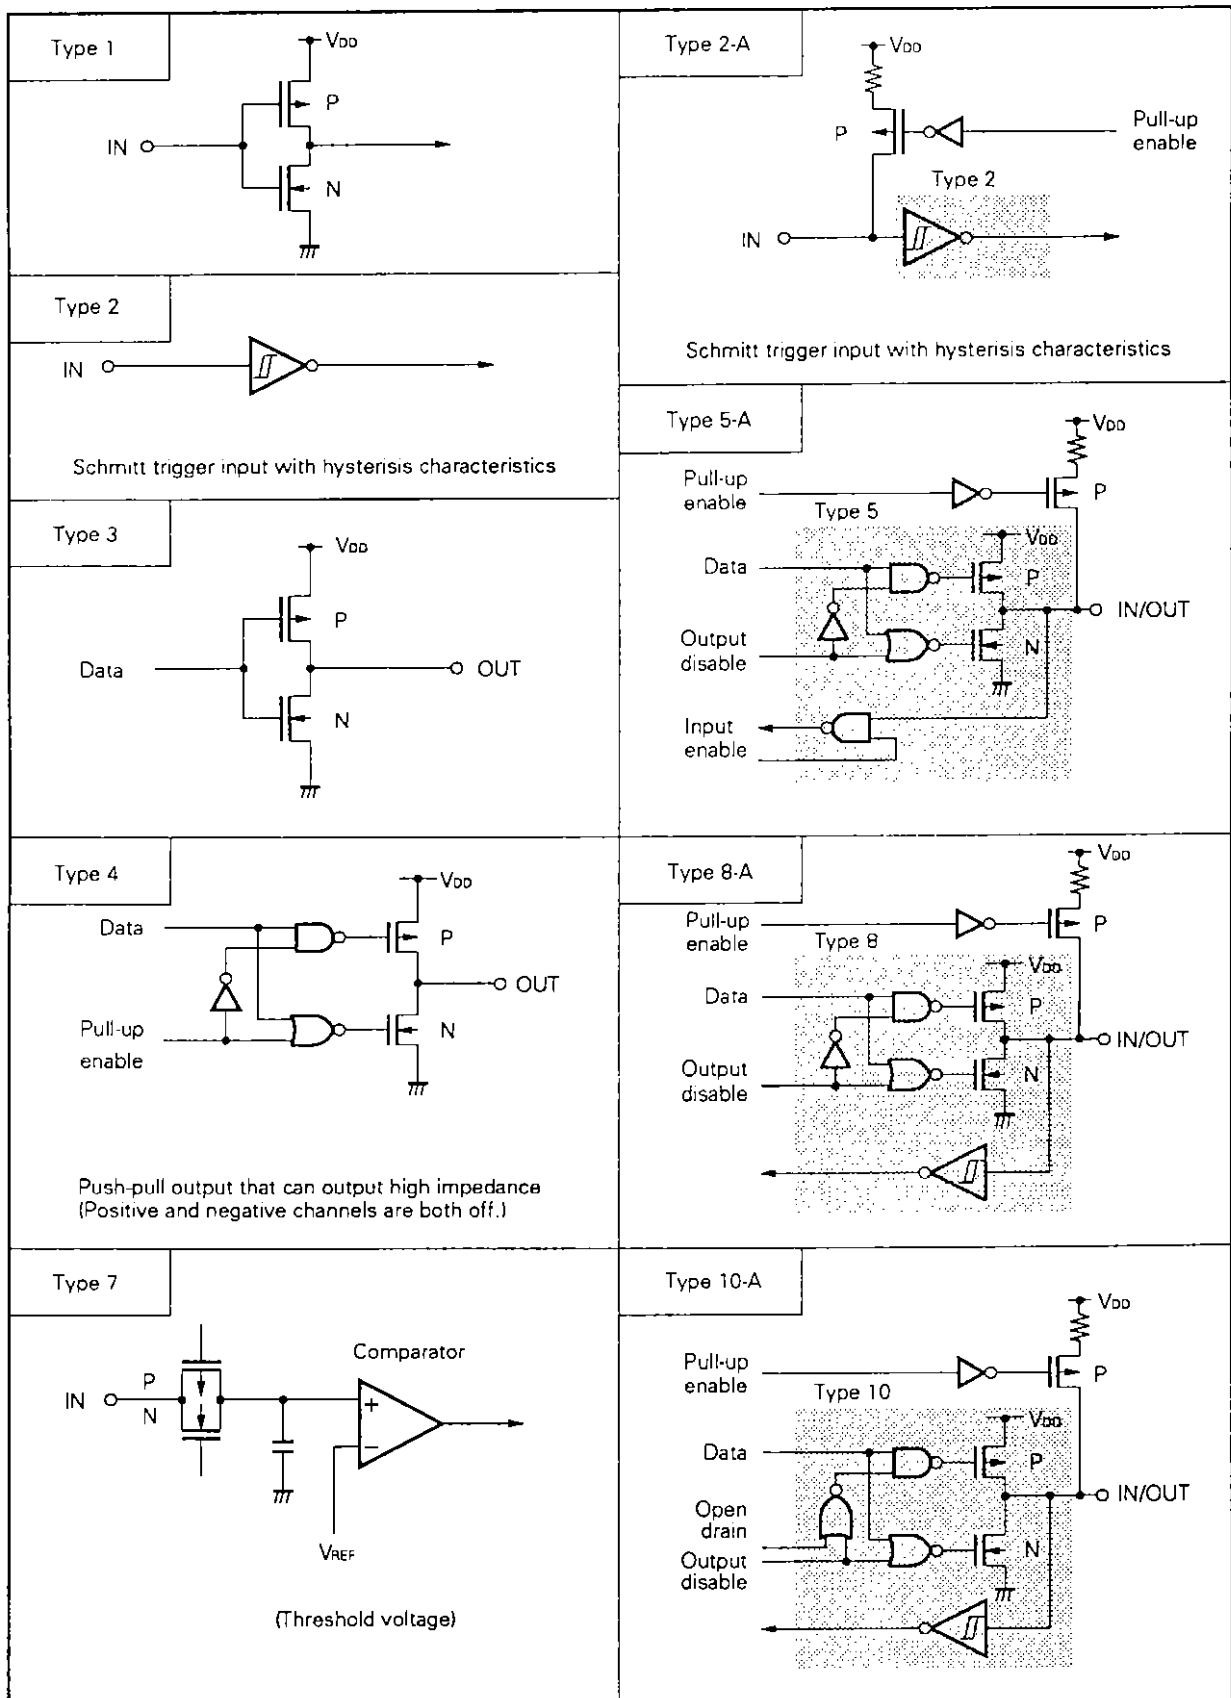 Type 1
VDD
P
IN
N
Type 2
IN
Schmitt trigger input with hysterisis characteristics
Type 3
VDD
P
Data
OUT
N
Type 4
VDD
Data
P
OUT
Pull-up
enable
N
Push-pull output that can output high impedance
(Positive and negative channels are both off.)
Type 7
Comparator
P
IN
N
+
−
VREF
(Threshold voltage)
Type 2-A
VDD
P
Pull-up
enable
Type 2
IN
Schmitt trigger input with hysterisis characteristics
Type 5-A
VDD
Pull-up
enable
P
Type 5
VDD
Data
P
IN/OUT
Output
disable
N
Input
enable
Type 8-A
VDD
Pull-up
enable
P
Type 8
VDD
Data
P
IN/OUT
Output
disable
N
Type 10-A
VDD
Pull-up
enable
P
Type 10
VDD
Data
P
IN/OUT
Open
drain
Output
disable
N